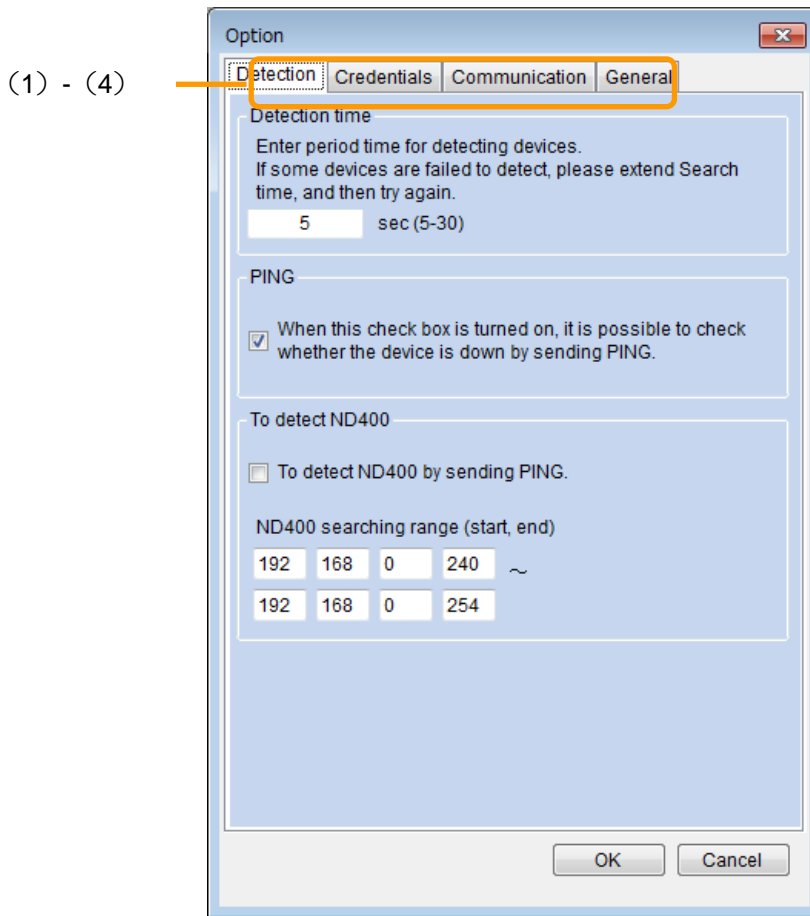 Option
（1）-（4）
Detection Credentials Communication General
Detection time
Enter period time for detecting devices.
If some devices are failed to detect, please extend Search
time, and then try again.
5 sec (5-30)
PING
When this check box is turned on, it is possible to check
whether the device is down by sending PING.
To detect ND400
To detect ND400 by sending PING.
ND400 searching range (start, end)
192 168 0 240 ～
192 168 0 254
OK Cancel